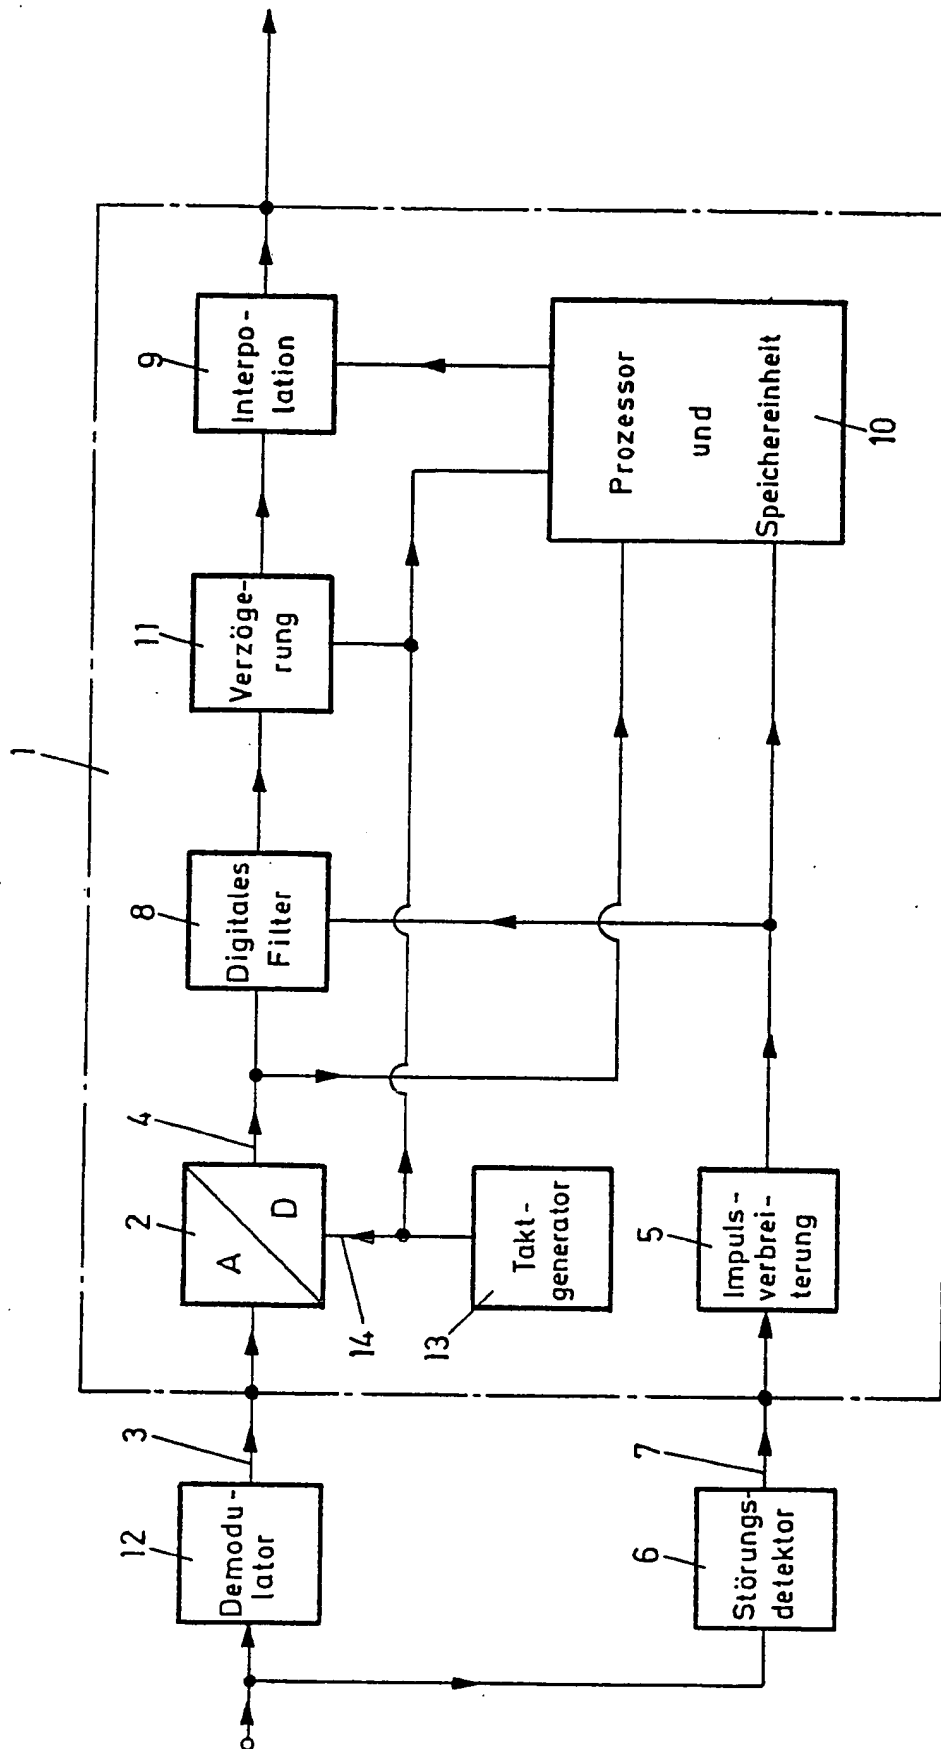 1
12
Demodu-
lator
3
2
A
D
4
8
Digitales
Filter
11
Verzöge-
rung
9
Interpo-
lation
14
13
Takt-
generator
Prozessor
und
Speichereinheit
10
6
Störungs-
detektor
7
5
Impuls-
verbrei-
terung